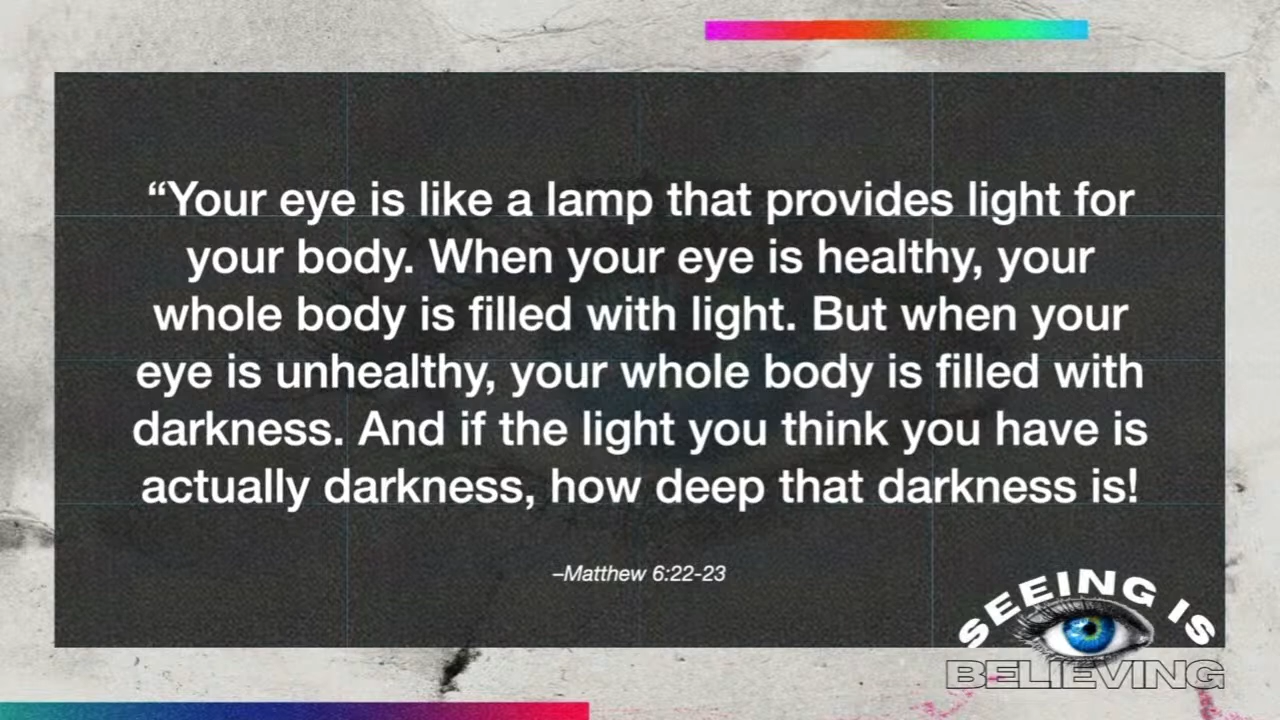 “Your eye is like a lamp that provides light for
your body. When your eye is healthy, your
whole body is filled with light. But when your
eye is unhealthy, your whole body is filled with
darkness. And if the light you think you have is
actually darkness, how deep that darkness is!
–Matthew 6:22-23
SEEING IS
BELIEVING